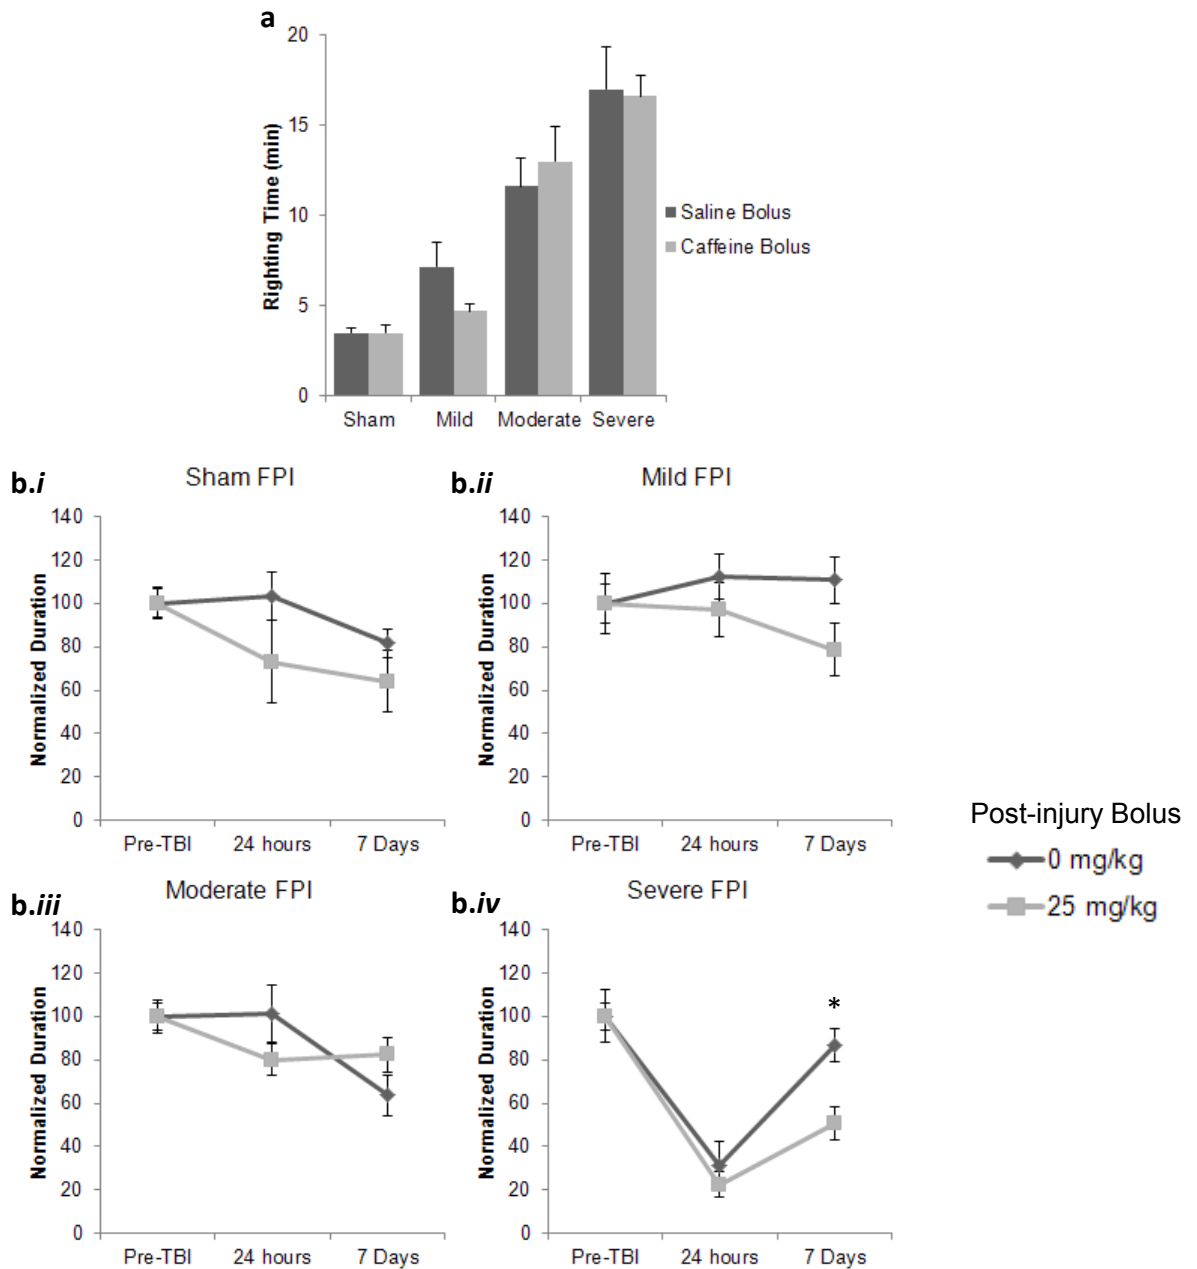 a
20
15
10
5
0
Righting Time (min)
Sham Mild Moderate Severe
Saline Bolus
Caffeine Bolus
b.i Sham FPI
140
120
100
80
60
40
20
0
Normalized Duration
Pre-TBI 24 hours 7 Days
b.ii Mild FPI
140
120
100
80
60
40
20
0
Normalized Duration
Pre-TBI 24 hours 7 Days
b.iii Moderate FPI
140
120
100
80
60
40
20
0
Normalized Duration
Pre-TBI 24 hours 7 Days
b.iv Severe FPI
140
120
100
80
60
40
20
0
Normalized Duration
*
Pre-TBI 24 hours 7 Days
Post-injury Bolus
0 mg/kg
25 mg/kg